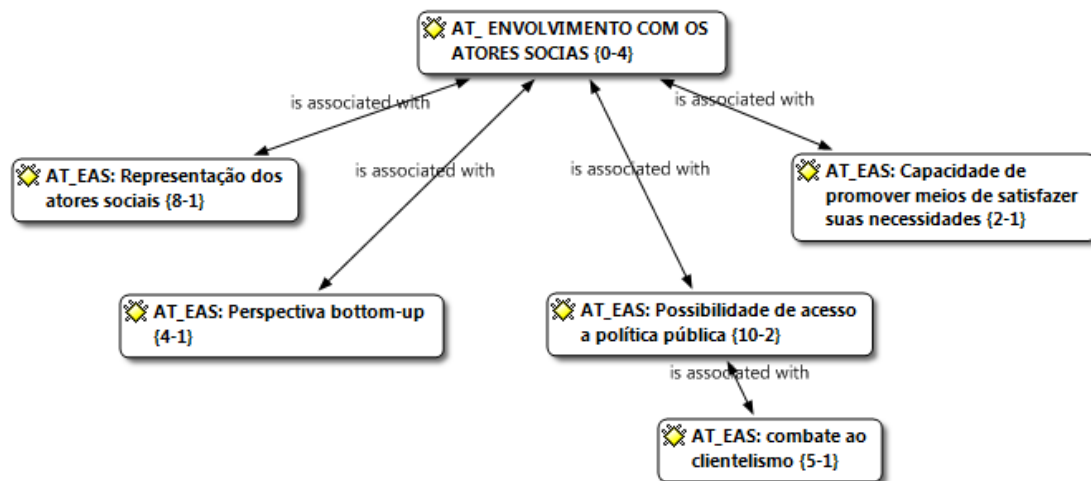 AT_ ENVOLVIMENTO COM OS
ATORES SOCIAS {0-4}
is associated with
is associated with
AT_EAS: Representação dos
atores sociais {8-1}
is associated with
is associated with
AT_EAS: Capacidade de
promover meios de satisfazer
suas necessidades {2-1}
AT_EAS: Perspectiva bottom-up
{4-1}
AT_EAS: Possibilidade de acesso
a política pública {10-2}
is associated with
AT_EAS: combate ao
clientelismo {5-1}